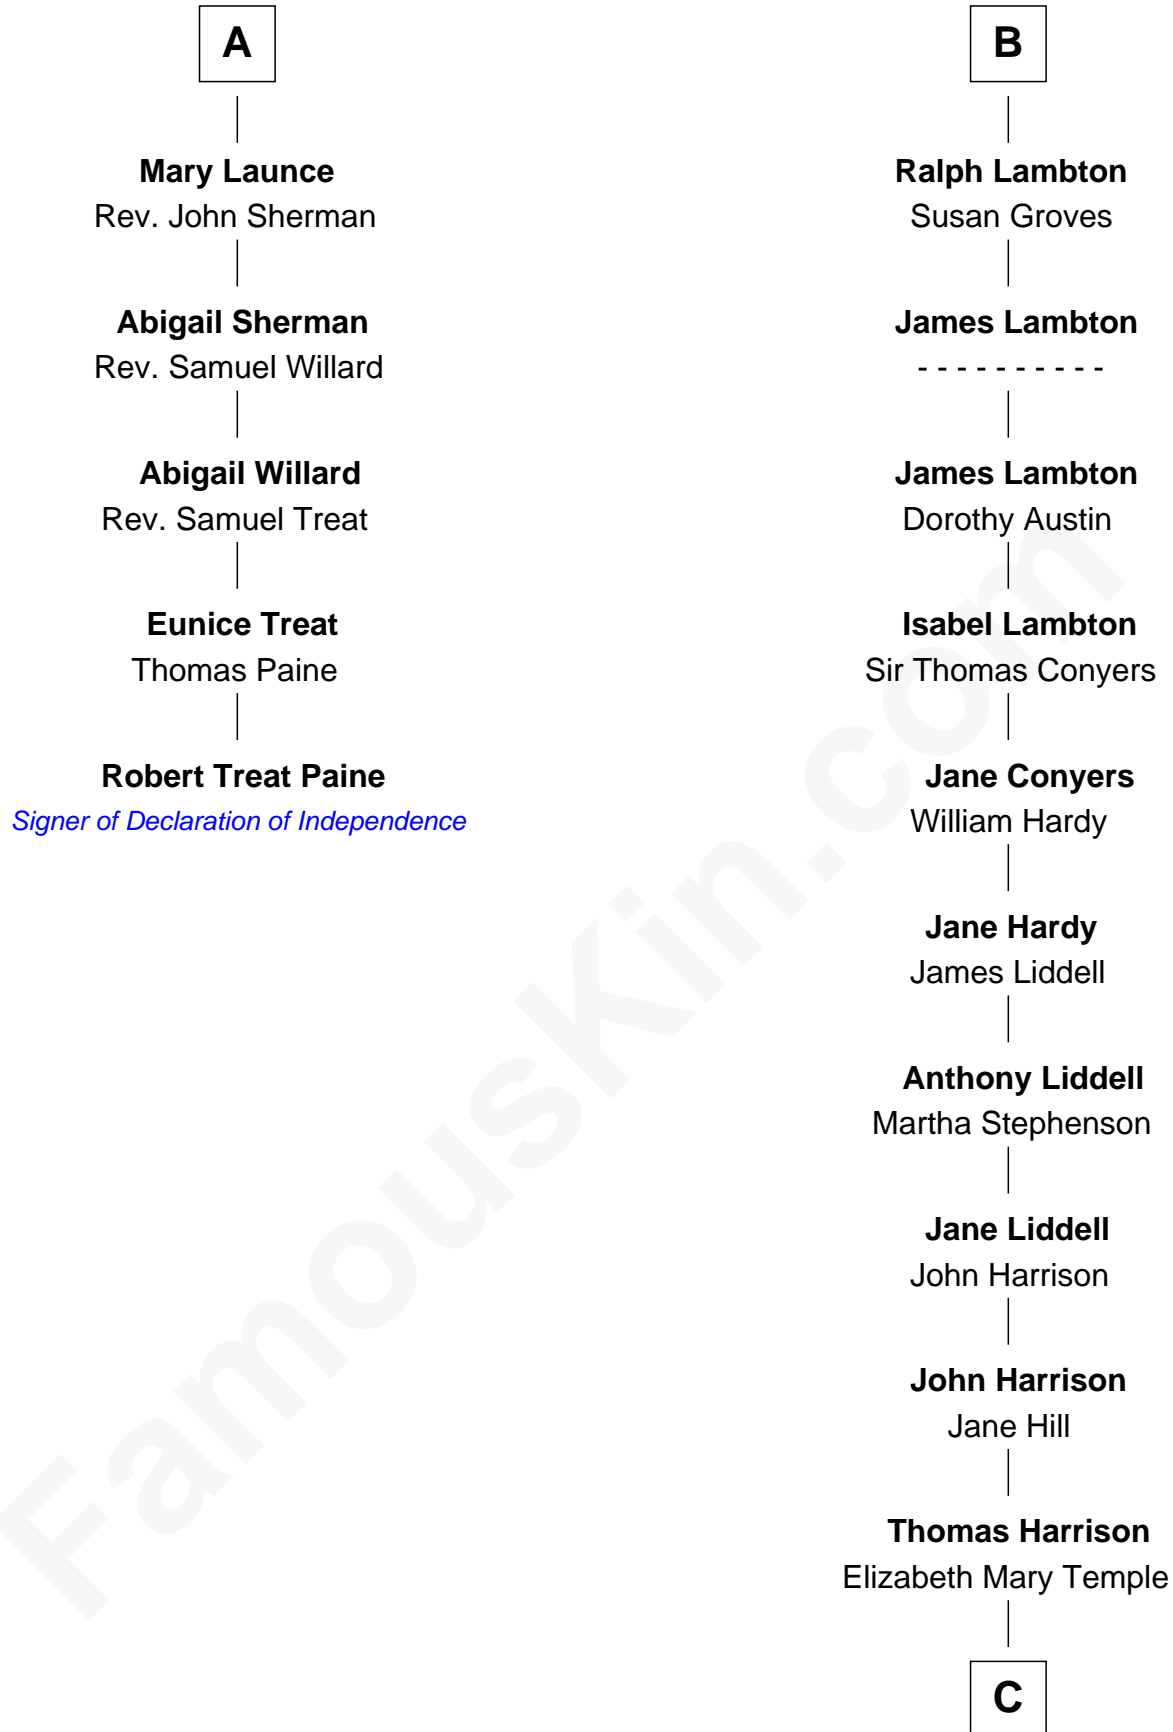 A
Mary Launce
Rev. John Sherman
Abigail Sherman
Rev. Samuel Willard
Abigail Willard
Rev. Samuel Treat
Eunice Treat
Thomas Paine
Robert Treat Paine
Signer of Declaration of Independence
B
Ralph Lambton
Susan Groves
James Lambton
- - - - - - - - - -
James Lambton
Dorothy Austin
Isabel Lambton
Sir Thomas Conyers
Jane Conyers
William Hardy
Jane Hardy
James Liddell
Anthony Liddell
Martha Stephenson
Jane Liddell
John Harrison
John Harrison
Jane Hill
Thomas Harrison
Elizabeth Mary Temple
C
FamousKin.com